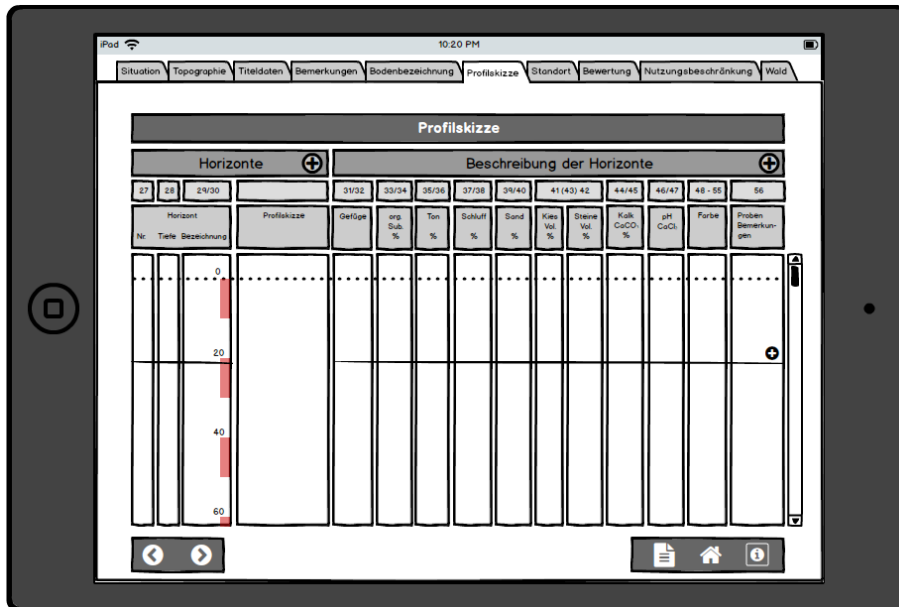 iPad 10:20 PM
Situation Topographie Titeldaten Bemerkungen Bodenbezeichnung Profilskizze Standort Bewertung Nutzungsbeschränkung Wald
Profilskizze
Horizonte Beschreibung der Horizonte
27 28 29/30 31/32 33/34 35/36 37/38 39/40 41 (43) 42 44/45 46/47 48 - 55 56
Horizont
Nr. Tiefe Bezeichnung
Profilskizze
Gefüge
org.
Sub.
%
Ton
%
Schluff
%
Sand
%
Kies
Vol.
%
Steine
Vol.
%
Kalk
CaCO₃
%
pH
CaCl₂
Farbe
Proben
Bemerkun-
gen
0
20
40
60